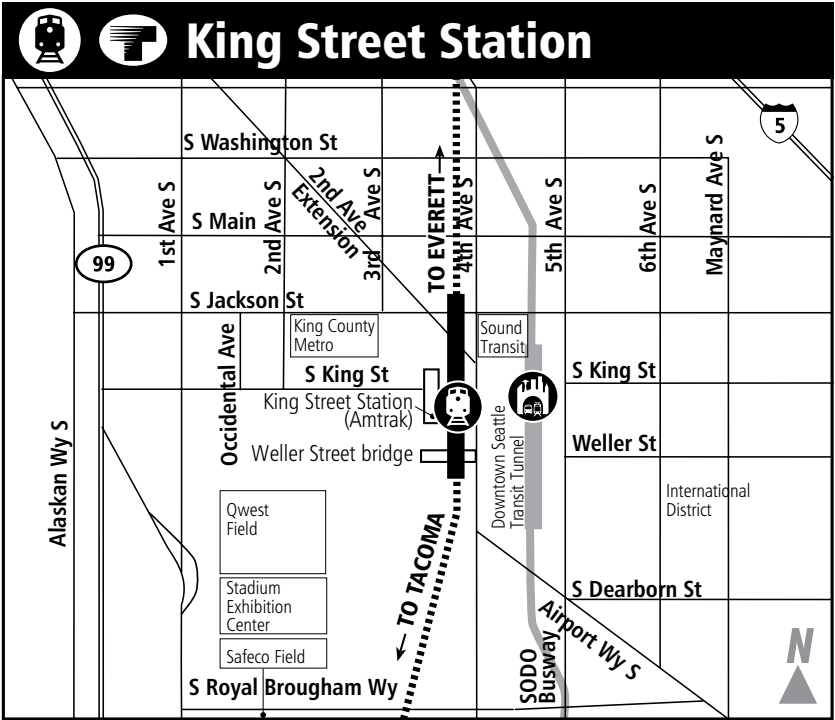 King Street Station
5
S Washington St
1st Ave S
2nd Ave S
2nd Ave
Extension
3rd Ave S
TO EVERETT
4th Ave S
5th Ave S
6th Ave S
Maynard Ave S
S Main
99
S Jackson St
King County
Metro
Sound
Transit
Occidental Ave
S King St
S King St
King Street Station
(Amtrak)
Weller Street bridge
Downtown Seattle
Transit Tunnel
Weller St
Alaskan Wy S
International
District
Qwest
Field
TO TACOMA
Stadium
Exhibition
Center
S Dearborn St
Airport Wy S
SODO
Busway
Safeco Field
S Royal Brougham Wy
N